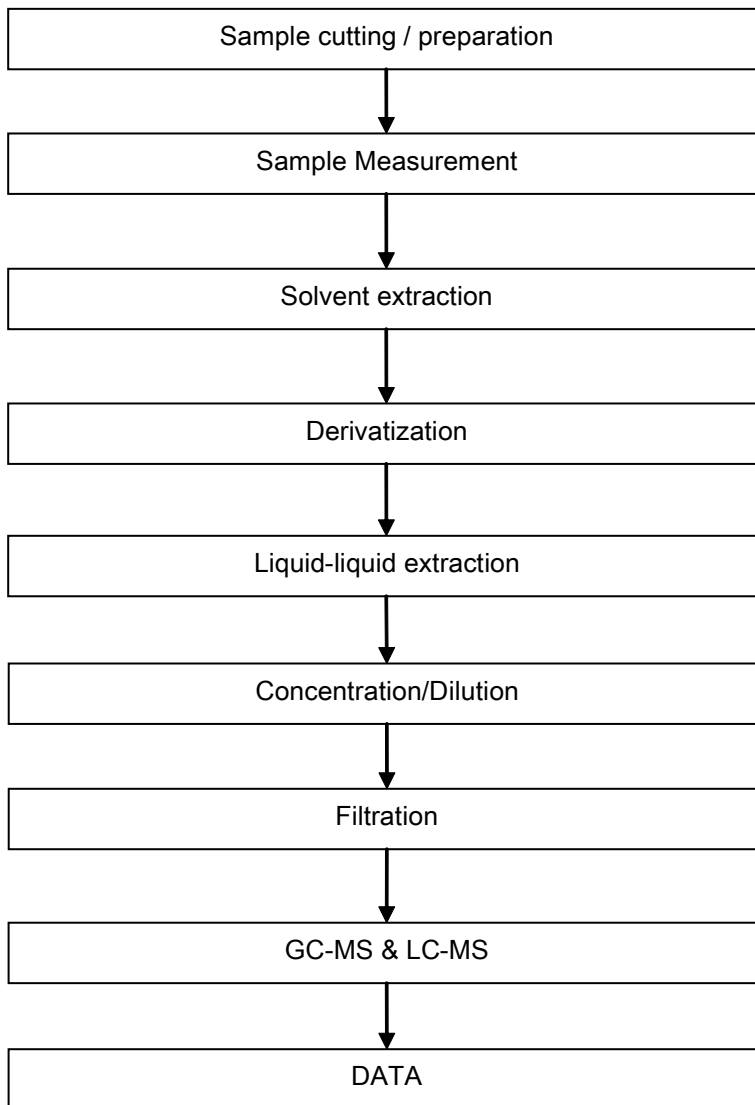 Sample cutting / preparation
Sample Measurement
Solvent extraction
Derivatization
Liquid-liquid extraction
Concentration/Dilution
Filtration
GC-MS & LC-MS
DATA